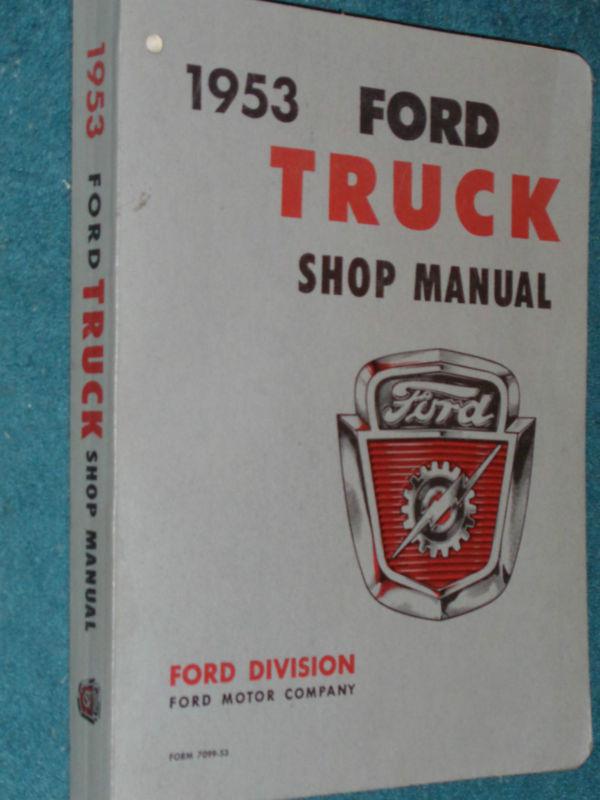 1953 FORD TRUCK SHOP MANUAL
1953 FORD
TRUCK
SHOP MANUAL
Ford
8
FORD DIVISION
FORD MOTOR COMPANY
FORM 7099-53